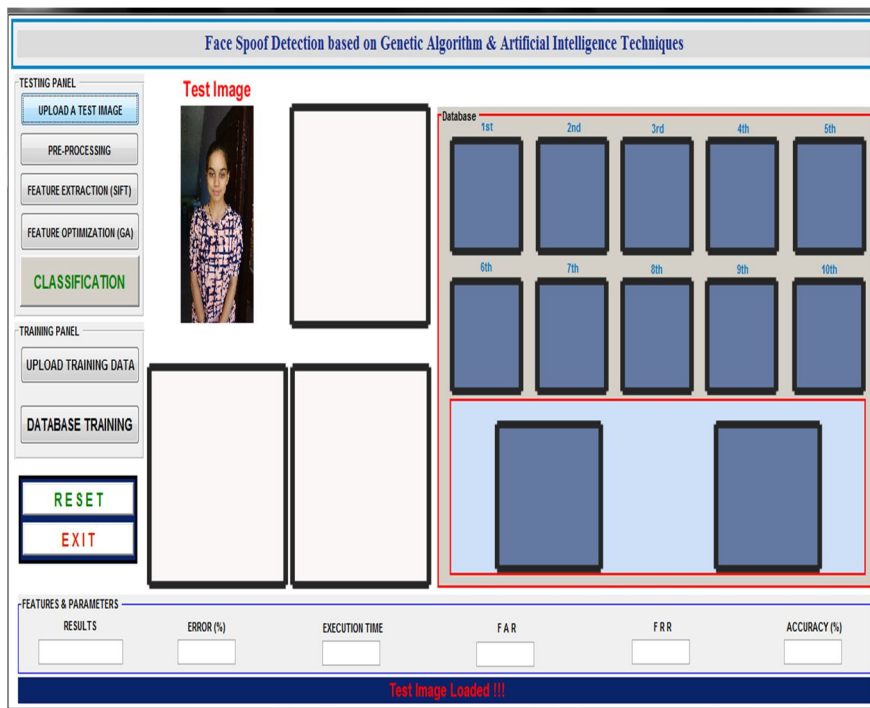 Face Spoof Detection based on Genetic Algorithm & Artificial Intelligence Techniques
TESTING PANEL
UPLOAD A TEST IMAGE
PRE-PROCESSING
FEATURE EXTRACTION (SIFT)
FEATURE OPTIMIZATION (GA)
CLASSIFICATION
TRAINING PANEL
UPLOAD TRAINING DATA
DATABASE TRAINING
RESET
EXIT
Test Image
Database
1st 2nd 3rd 4th 5th
6th 7th 8th 9th 10th
FEATURES & PARAMETERS
RESULTS ERROR (%) EXECUTION TIME F A R F R R ACCURACY (%)
Test Image Loaded !!!